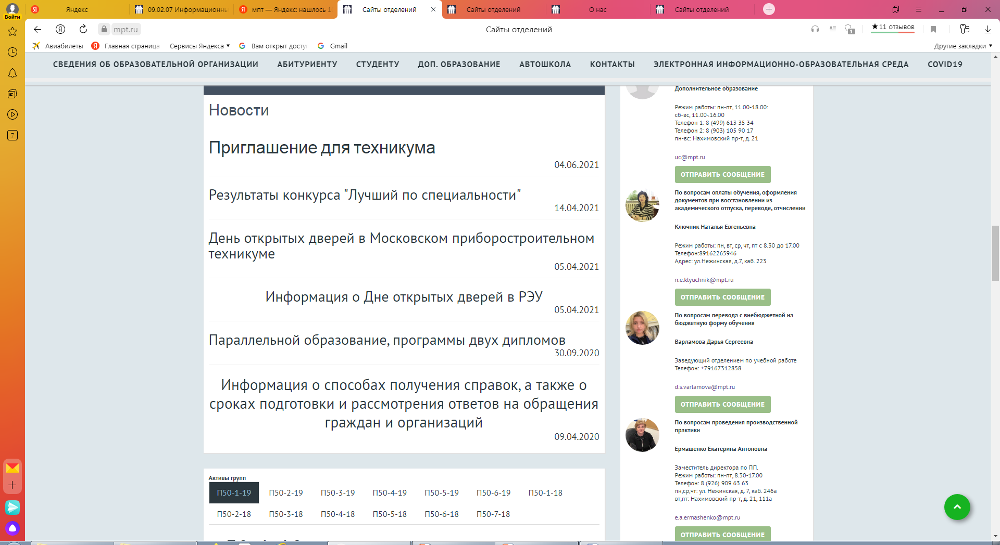 Яндекс
09.02.07 Информационны
мпт — Яндекс: нашлось 1
Сайты отделений
Сайты отделений
О нас
Сайты отделений
Войти
mpt.ru
Сайты отделений
1
★11 отзывов
Авиабилеты
Главная страница
Сервисы Яндекса
Вам открыт доступ
Gmail
Другие закладки
7
СВЕДЕНИЯ ОБ ОБРАЗОВАТЕЛЬНОЙ ОРГАНИЗАЦИИ
АБИТУРИЕНТУ
СТУДЕНТУ
ДОП. ОБРАЗОВАНИЕ
АВТОШКОЛА
КОНТАКТЫ
ЭЛЕКТРОННАЯ ИНФОРМАЦИОННО-ОБРАЗОВАТЕЛЬНАЯ СРЕДА
COVID19
Новости
Приглашение для техникума
04.06.2021
Результаты конкурса "Лучший по специальности"
14.04.2021
День открытых дверей в Московском приборостроительном
техникуме
05.04.2021
Информация о Дне открытых дверей в РЭУ
05.04.2021
Параллельной образование, программы двух дипломов
30.09.2020
Информация о способах получения справок, а также о
сроках подготовки и рассмотрения ответов на обращения
граждан и организаций
09.04.2020
Активы групп
П50-1-19 П50-2-19 П50-3-19 П50-4-19 П50-5-19 П50-6-19 П50-1-18
П50-2-18 П50-3-18 П50-4-18 П50-5-18 П50-6-18 П50-7-18
Дополнительное образование
Режим работы: пн-пт, 11.00-18.00:
сб-вс, 11.00-.16.00
Телефон 1: 8 (499) 613 35 34
Телефон 2: 8 (903) 105 90 17
пн-вс: Нахимовский пр-т, д. 21
uc@mpt.ru
ОТПРАВИТЬ СООБЩЕНИЕ
По вопросам оплаты обучения, оформления
документов при восстановлении из
академического отпуска, переводе, отчислении
Ключник Наталья Евгеньевна
Режим работы: пн, вт, ср, чт, пт с 8.30 до 17.00
Телефон:89162265946
Адрес: ул.Нежинская, д.7, каб. 223
n.e.klyuchnik@mpt.ru
ОТПРАВИТЬ СООБЩЕНИЕ
По вопросам перевода с внебюджетной на
бюджетную форму обучения
Варламова Дарья Сергеевна
Заведующий отделением по учебной работе
Телефон: +79167312858
d.s.varlamova@mpt.ru
ОТПРАВИТЬ СООБЩЕНИЕ
По вопросам проведения производственной
практики
Ермашенко Екатерина Антоновна
Заместитель директора по ПП.
Режим работы: пн-пт, 8.30-17.00
Телефон: 8 (926) 909 63 63
пн,ср,чт: ул. Нежинская, д. 7, каб. 246а
вт,пт: Нахимовский пр-т, д. 21, 111а
e.a.ermashenko@mpt.ru
ОТПРАВИТЬ СООБЩЕНИЕ